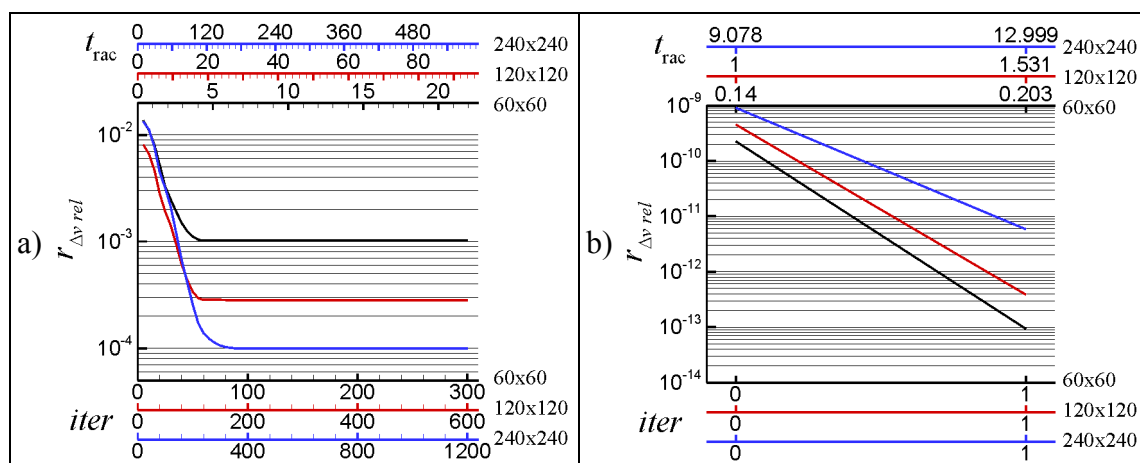 a)
t rac
0 120 240 360 480
240x240
0 20 40 60 80
120x120
0 5 10 15 20
60x60
10^-2
10^-3
10^-4
r Δv rel
60x60
0 100 200 300
iter
120x120
0 200 400 600
240x240
0 400 800 1200
b)
t rac
9.078 12.999
240x240
1 1.531
120x120
0.14 0.203
60x60
10^-9
10^-10
10^-11
10^-12
10^-13
10^-14
r Δv rel
60x60
0 1
iter
120x120
0 1
240x240
0 1